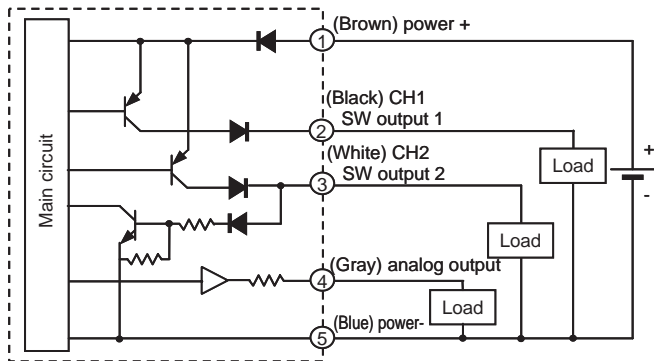 Main circuit
1 (Brown) power +
(Black) CH1
2 SW output 1
(White) CH2
3 SW output 2
(Gray) analog output
4
5 (Blue) power-
Load
Load
Load
+
-